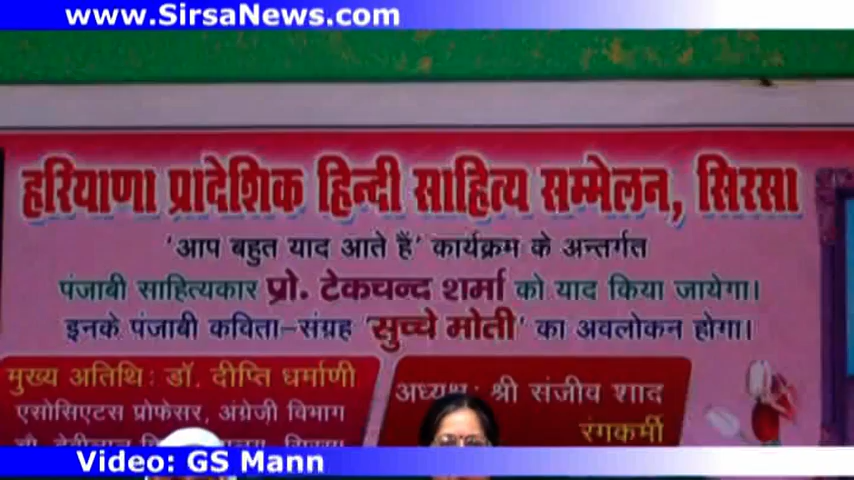 www.SirsaNews.com
हरियाणा प्रादेशिक हिन्दी साहित्य सम्मेलन, सिरसा
'आप बहुत याद आते हैं' कार्यक्रम के अन्तर्गत
पंजाबी साहित्यकार प्रो. टेकचन्द शर्मा को याद किया जायेगा।
इनके पंजाबी कविता-संग्रह 'सुच्चे मोती' का अवलोकन होगा।
मुख्य अतिथि : डॉ. दीप्ति धर्माणी
एसोसिएटस प्रोफेसर, अंग्रेज़ी विभाग
अध्यक्ष : श्री संजीव शाद
रंगकर्मी
Video: GS Mann